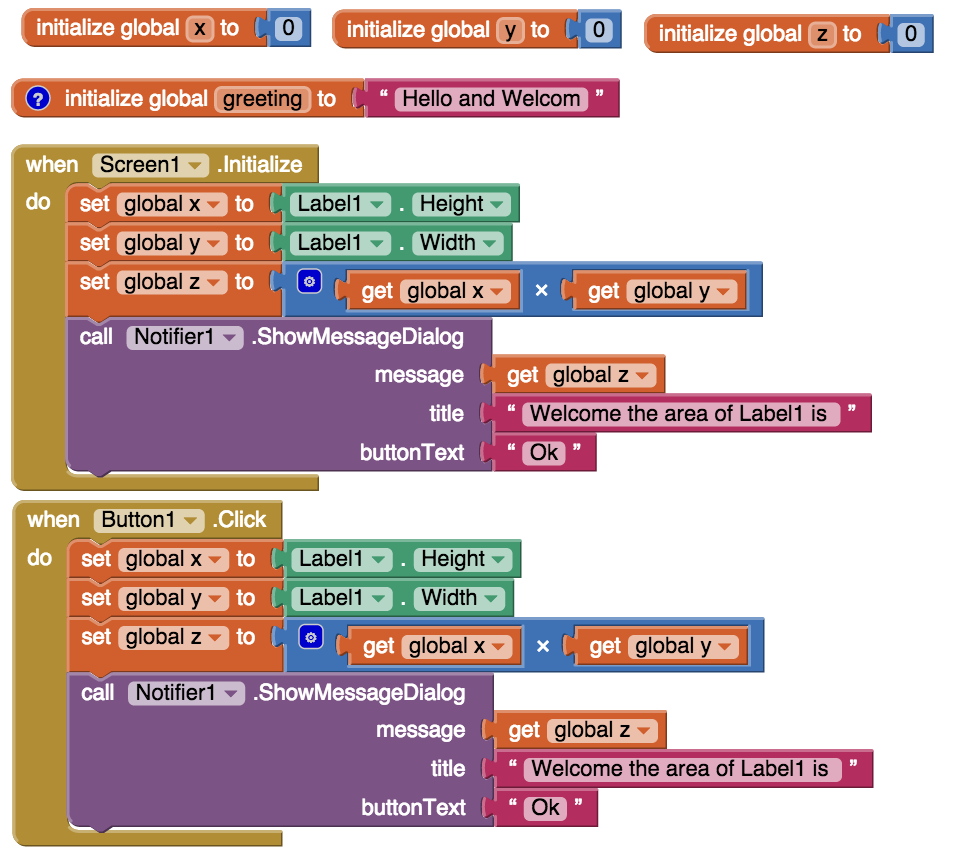 initialize global x to 0 initialize global y to 0 initialize global z to 0
? initialize global greeting to “ Hello and Welcom ”
when Screen1 .Initialize
do set global x to Label1 . Height
set global y to Label1 . Width
set global z to get global x × get global y
call Notifier1 .ShowMessageDialog
message get global z
title “ Welcome the area of Label1 is ”
buttonText “ Ok ”
when Button1 .Click
do set global x to Label1 . Height
set global y to Label1 . Width
set global z to get global x × get global y
call Notifier1 .ShowMessageDialog
message get global z
title “ Welcome the area of Label1 is ”
buttonText “ Ok ”